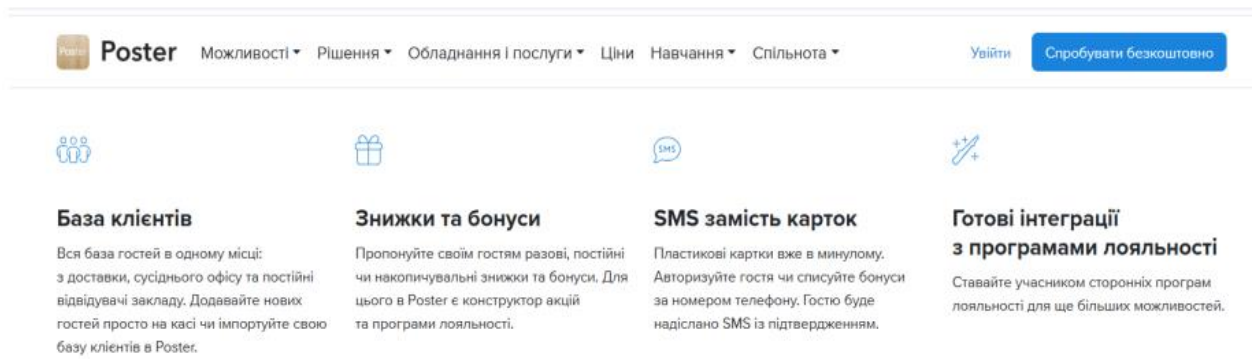 Poster Poster Можливості Рішення Обладнання і послуги Ціни Навчання Спільнота Увійти Спробувати безкоштовно
SMS
База клієнтів
Вся база гостей в одному місці:
з доставки, сусіднього офісу та постійні
відвідувачі закладу. Додавайте нових
гостей просто на касі чи імпортуйте свою
базу клієнтів в Poster.
Знижки та бонуси
Пропонуйте своїм гостям разові, постійні
чи накопичувальні знижки та бонуси. Для
цього в Poster є конструктор акцій
та програми лояльності.
SMS замість карток
Пластикові картки вже в минулому.
Авторизуйте гостя чи списуйте бонуси
за номером телефону. Гостю буде
надіслано SMS із підтвердженням.
Готові інтеграції
з програмами лояльності
Ставайте учасником сторонніх програм
лояльності для ще більших можливостей.